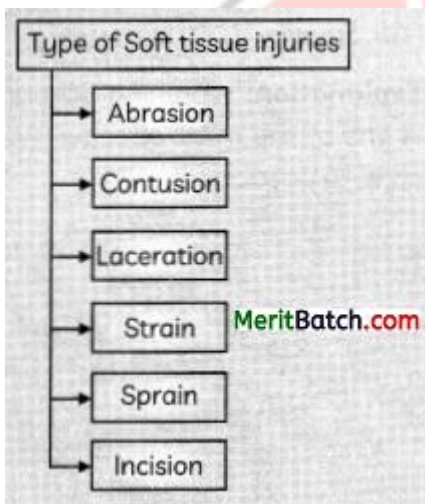 Type of Soft tissue injuries
Abrasion
Contusion
Laceration
Strain
MeritBatch.com
Sprain
Incision